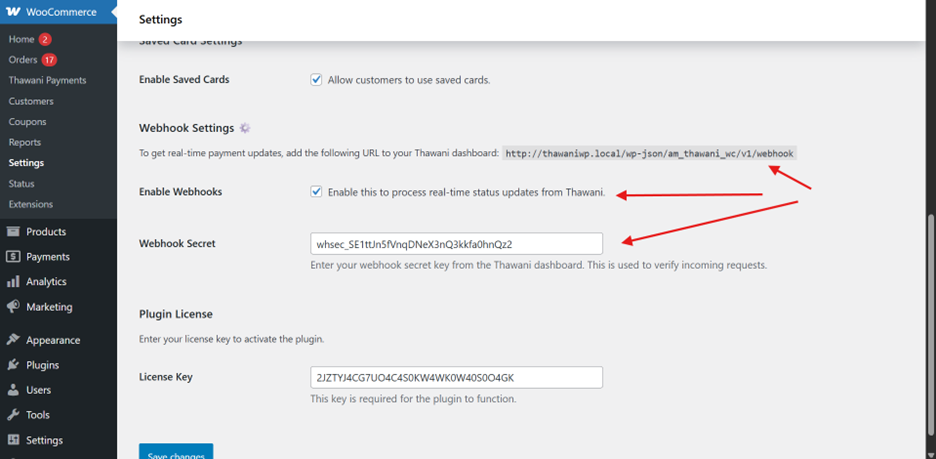 WooCommerce
Home 2
Orders 17
Thawani Payments
Customers
Coupons
Reports
Settings
Status
Extensions
Products
Payments
Analytics
Marketing
Appearance
Plugins
Users
Tools
Settings
Settings
Saved Card Settings
Enable Saved Cards
Allow customers to use saved cards.
Webhook Settings
To get real-time payment updates, add the following URL to your Thawani dashboard: http://thawaniwp.local/wp-json/am_thawani_wc/v1/webhook
Enable Webhooks
Enable this to process real-time status updates from Thawani.
Webhook Secret
whsec_SE1ttUn5fVnqDNeX3nQ3kkfa0hnQz2
Enter your webhook secret key from the Thawani dashboard. This is used to verify incoming requests.
Plugin License
Enter your license key to activate the plugin.
License Key
2JZTYJ4CG7UO4C4S0KW4WK0W40S0O4GK
This key is required for the plugin to function.
Save changes